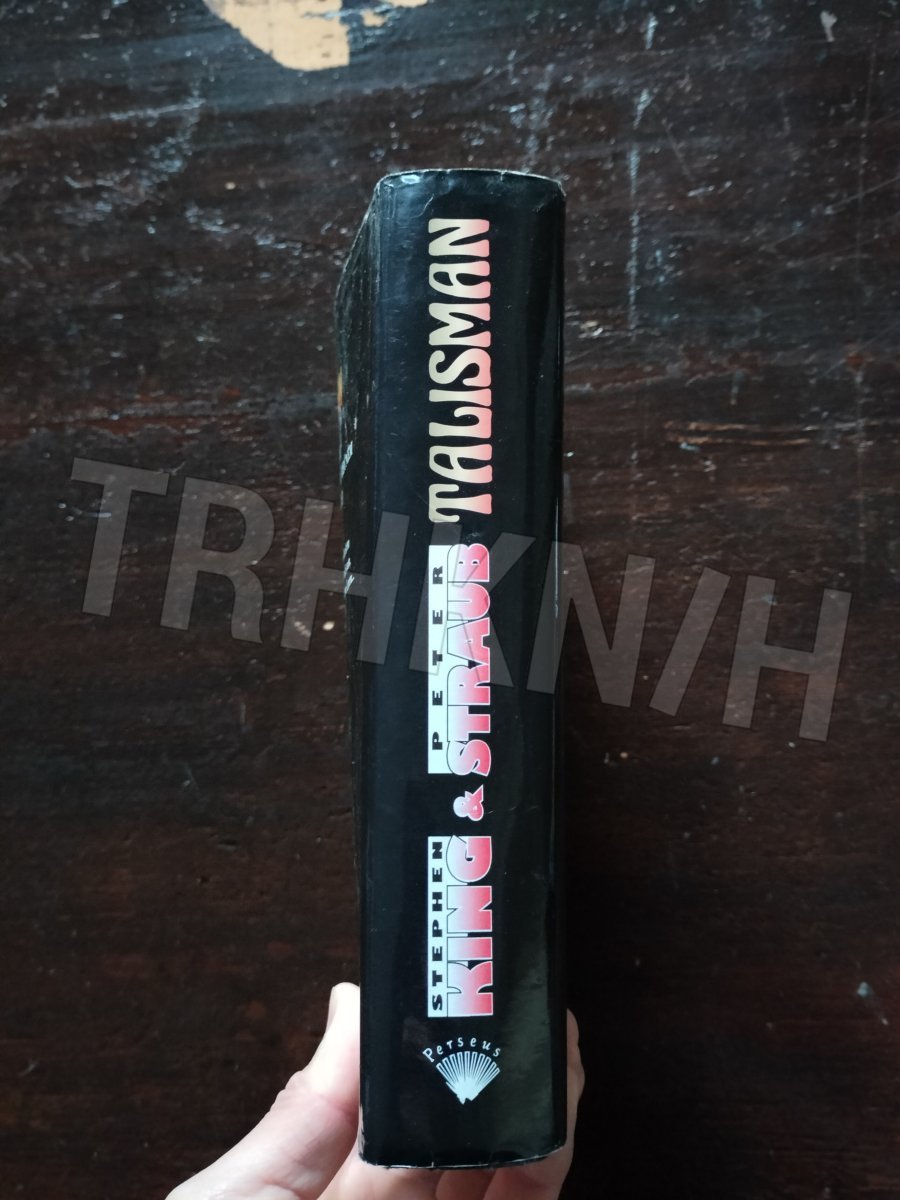 STEPHEN
KING & STRAUB
PETER
TALISMAN
Perseus
TRHKN/H